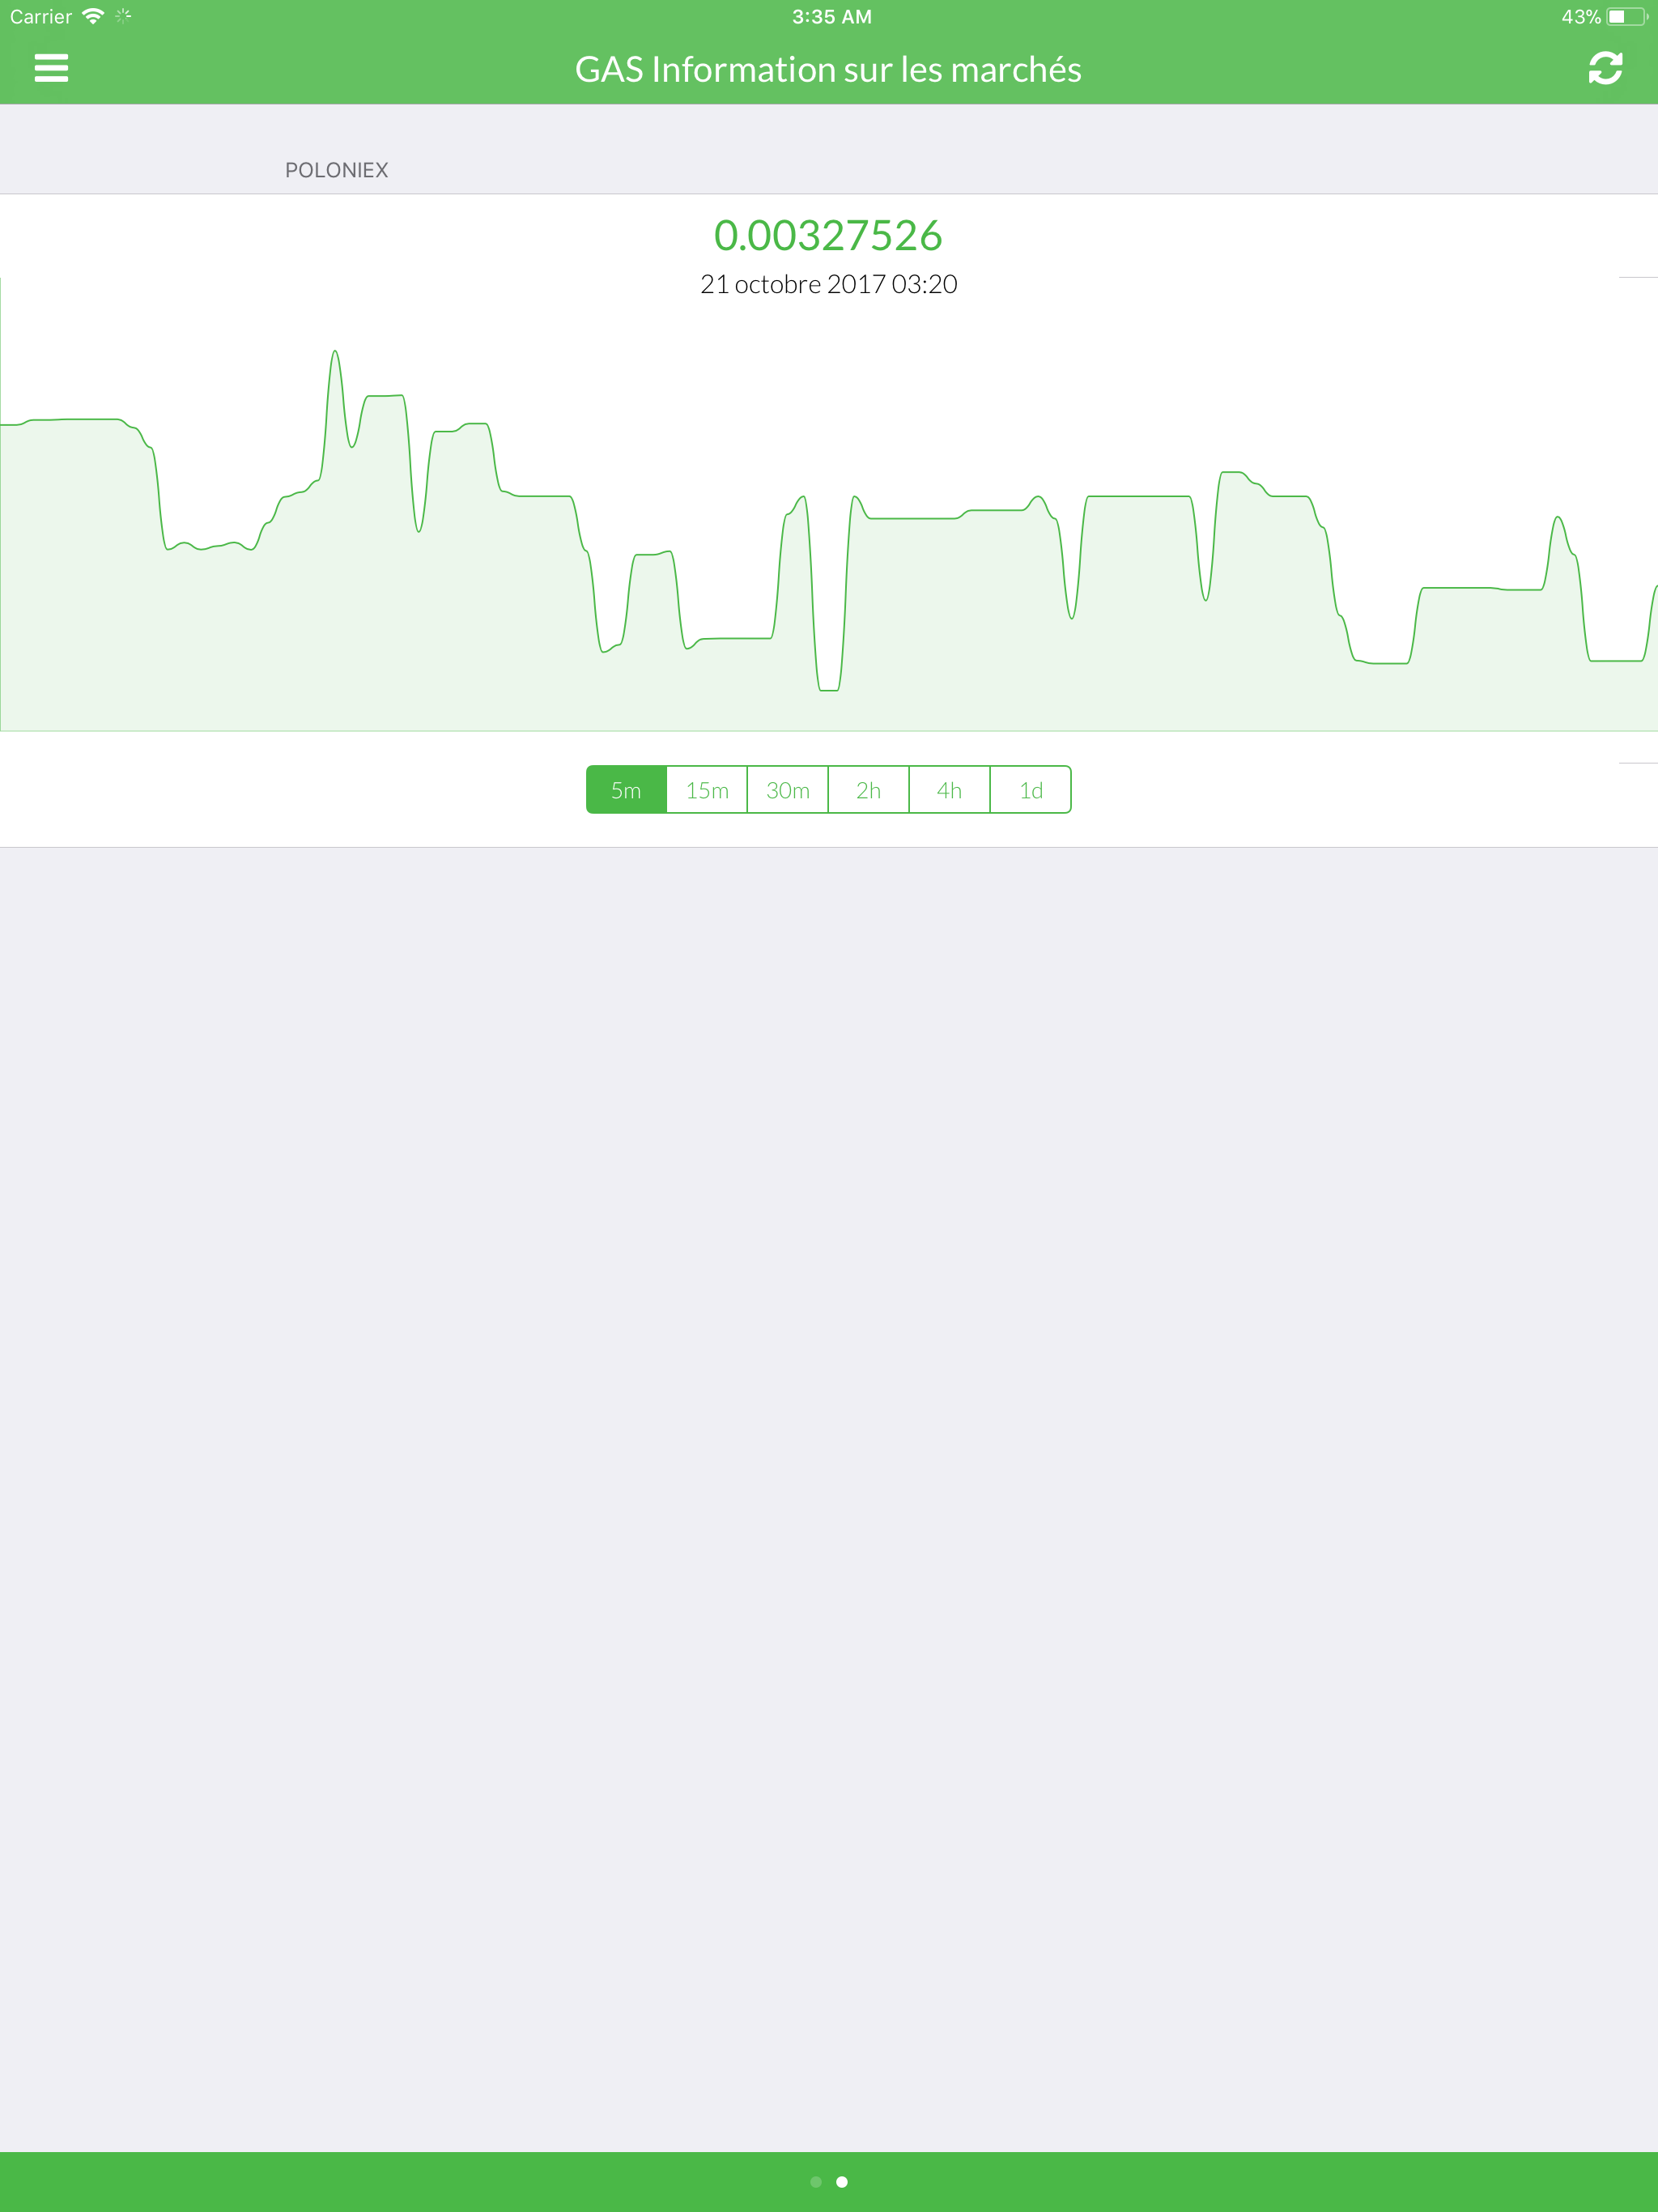 Carrier 3:35 AM 43%
GAS Information sur les marchés
POLONIEX
0.00327526
21 octobre 2017 03:20
5m 15m 30m 2h 4h 1d